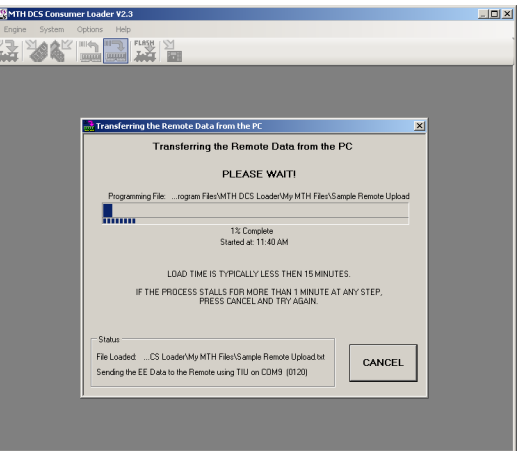 MTH DCS Consumer Loader V2.3
Engine System Options Help
FLASH
Transferring the Remote Data from the PC
Transferring the Remote Data from the PC
PLEASE WAIT!
Programming File: ...rogram Files\MTH DCS Loader\My MTH Files\Sample Remote Upload
1% Complete
Started at: 11:40 AM
LOAD TIME IS TYPICALLY LESS THEN 15 MINUTES.
IF THE PROCESS STALLS FOR MORE THAN 1 MINUTE AT ANY STEP,
PRESS CANCEL AND TRY AGAIN.
Status
File Loaded: ...CS Loader\My MTH Files\Sample Remote Upload.txt
Sending the EE Data to the Remote using TIU on COM9 (0120)
CANCEL